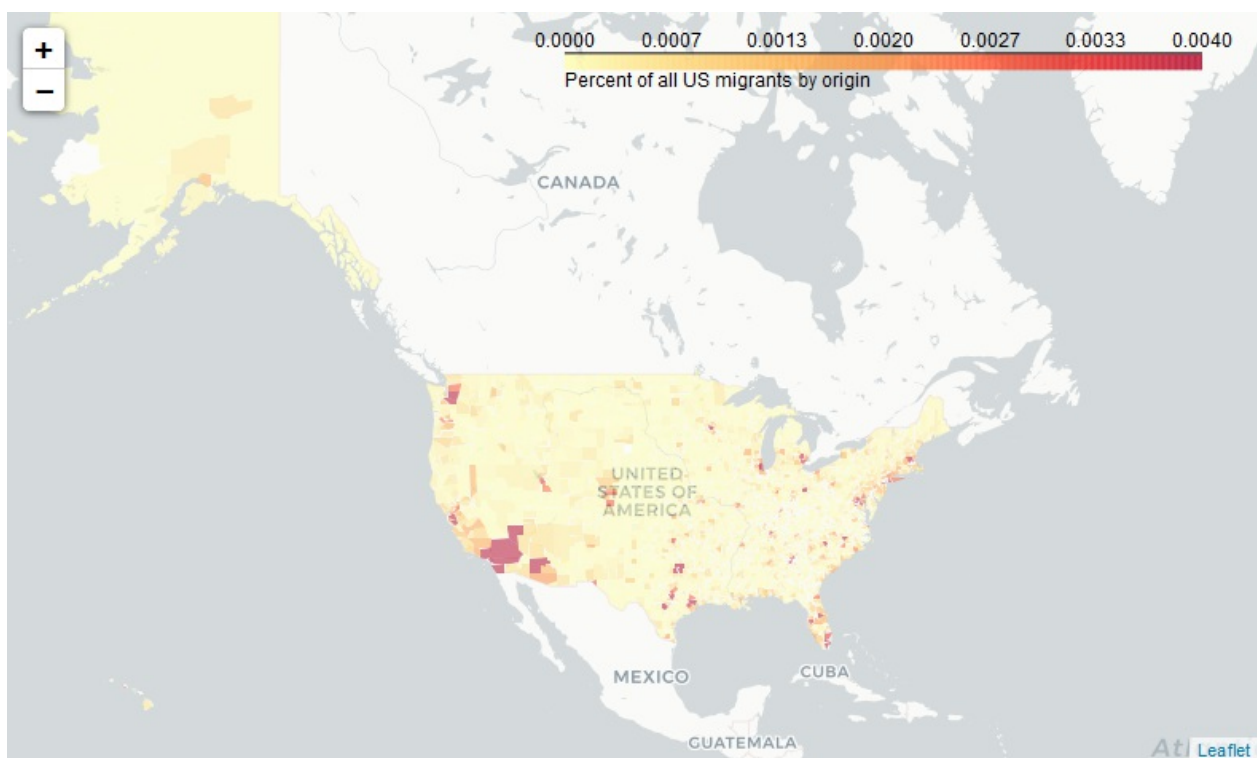 +
−
0.0000 0.0007 0.0013 0.0020 0.0027 0.0033 0.0040
Percent of all US migrants by origin
CANADA
UNITED
STATES OF
AMERICA
MEXICO
CUBA
GUATEMALA
Leaflet